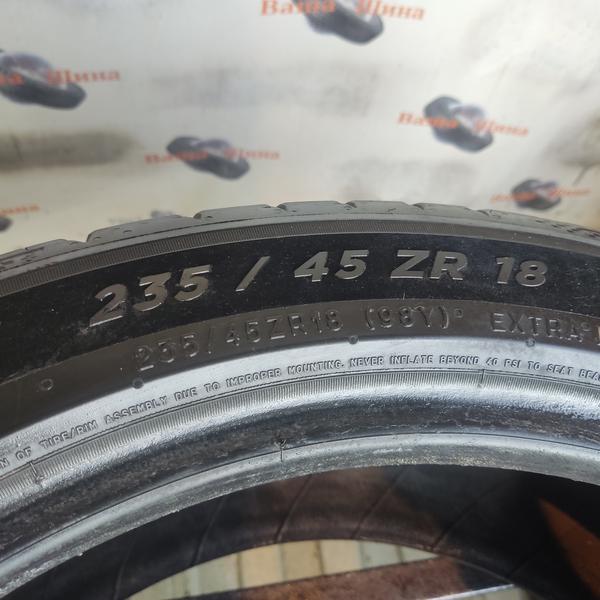 Ваша Шина
Ваша Шина
Ваша Шина
Ваша Шина
235 / 45 ZR 18
235/45ZR18 (98Y) EXTRA
OF TIRE/RIM ASSEMBLY DUE TO IMPROPER MOUNTING. NEVER INFLATE BEYOND 40 PSI TO SEAT